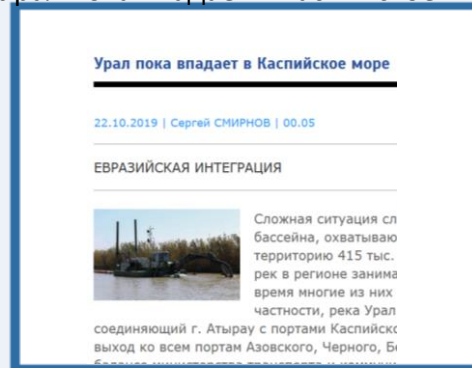 Урал пока впадает в Каспийское море
22.10.2019 | Сергей СМИРНОВ | 00.05
ЕВРАЗИЙСКАЯ ИНТЕГРАЦИЯ
Сложная ситуация сл
бассейна, охватываю
территорию 415 тыс.
рек в регионе занима
время многие из них
частности, река Урал
соединяющий г. Атырау с портами Каспийско
выход ко всем портам Азовского, Черного, Б